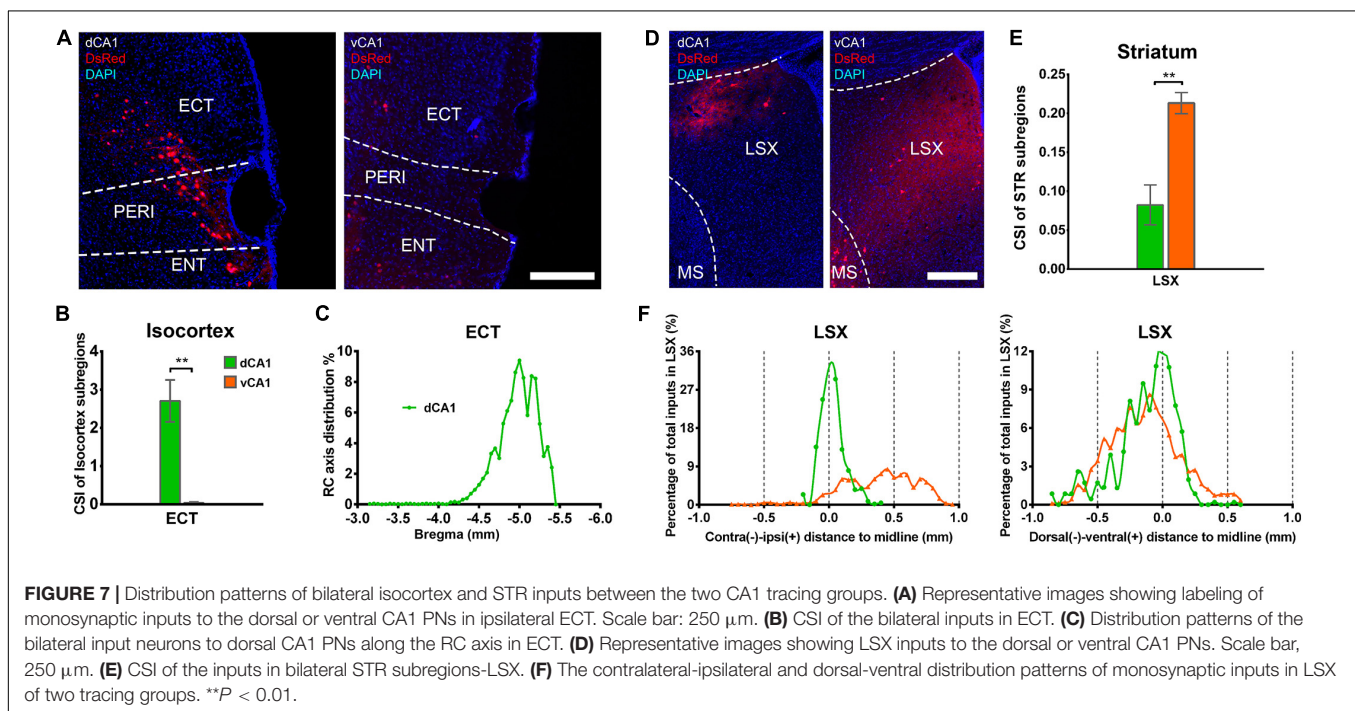 A
dCA1
DsRed
DAPI
ECT
PERI
ENT
vCA1
DsRed
DAPI
ECT
PERI
ENT
D
dCA1
DsRed
DAPI
LSX
MS
vCA1
DsRed
DAPI
LSX
MS
E
Striatum
**
CSI of STR subregions
0.25
0.20
0.15
0.10
0.05
0.00
LSX
B
Isocortex
**
dCA1
vCA1
CSI of Isocortex subregions
4
3
2
1
0
ECT
C
ECT
RC axis distribution %
10
8
6
4
2
0
dCA1
-3.0 -3.5 -4.0 -4.5 -5.0 -5.5 -6.0
Bregma (mm)
F
LSX
Percentage of total inputs in LSX (%)
36
27
18
9
0
-1.0 -0.5 0.0 0.5 1.0
Contra(-)-ipsi(+) distance to midline (mm)
LSX
Percentage of total inputs in LSX (%)
12
9
6
3
0
-1.0 -0.5 0.0 0.5 1.0
Dorsal(-)-ventral(+) distance to midline (mm)
FIGURE 7 | Distribution patterns of bilateral isocortex and STR inputs between the two CA1 tracing groups. (A) Representative images showing labeling of
monosynaptic inputs to the dorsal or ventral CA1 PNs in ipsilateral ECT. Scale bar: 250 μm. (B) CSI of the bilateral inputs in ECT. (C) Distribution patterns of the
bilateral input neurons to dorsal CA1 PNs along the RC axis in ECT. (D) Representative images showing LSX inputs to the dorsal or ventral CA1 PNs. Scale bar,
250 μm. (E) CSI of the inputs in bilateral STR subregions-LSX. (F) The contralateral-ipsilateral and dorsal-ventral distribution patterns of monosynaptic inputs in LSX
of two tracing groups. **P < 0.01.